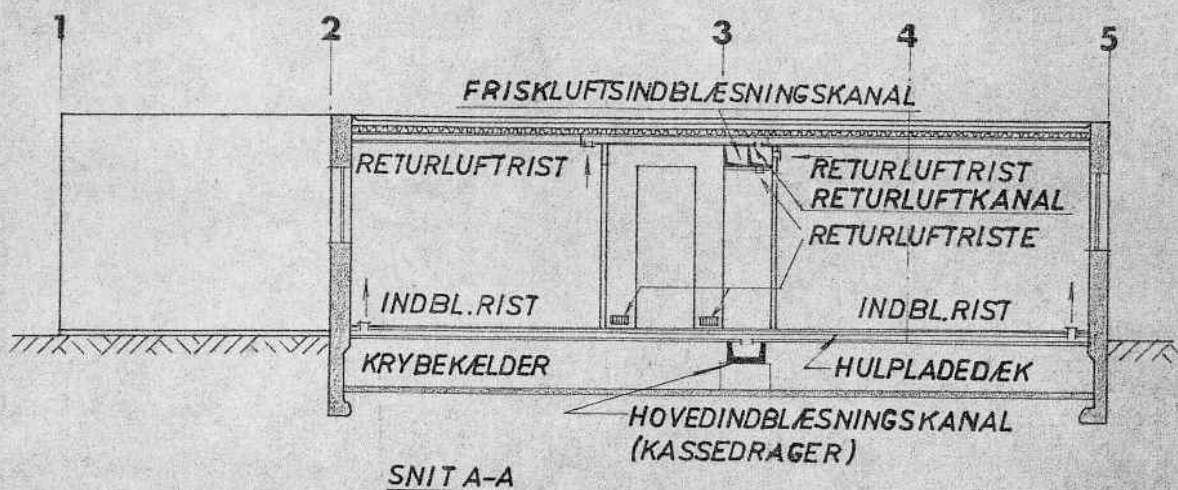 1 2 3 4 5
FRISKLUFTSINDBLÆSNINGSKANAL
RETURLUFTRIST
RETURLUFTRIST
RETURLUFTKANAL
RETURLUFTRISTE
INDBL. RIST
INDBL. RIST
KRYBEKÆLDER
HULPLADEDÆK
HOVEDINDBLÆSNINGSKANAL
(KASSEDRAGER)
SNIT A-A